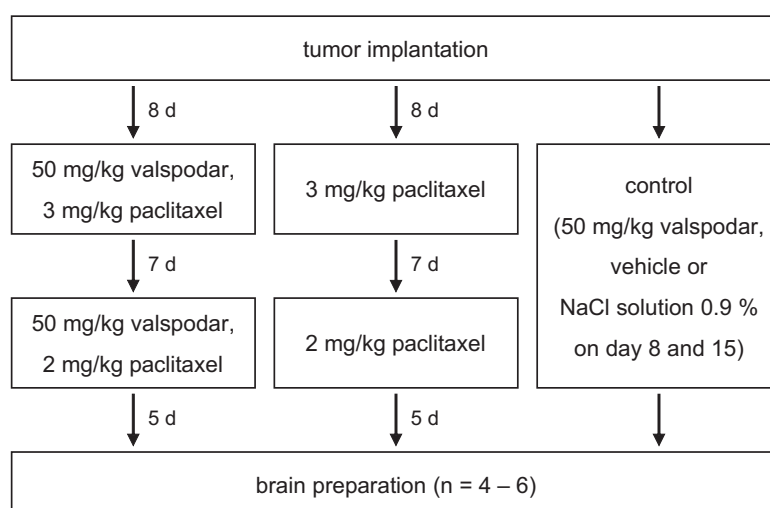 tumor implantation
8 d
8 d
50 mg/kg valspodar,
3 mg/kg paclitaxel
3 mg/kg paclitaxel
control
(50 mg/kg valspodar,
vehicle or
NaCl solution 0.9 %
on day 8 and 15)
7 d
7 d
50 mg/kg valspodar,
2 mg/kg paclitaxel
2 mg/kg paclitaxel
5 d
5 d
brain preparation (n = 4 – 6)